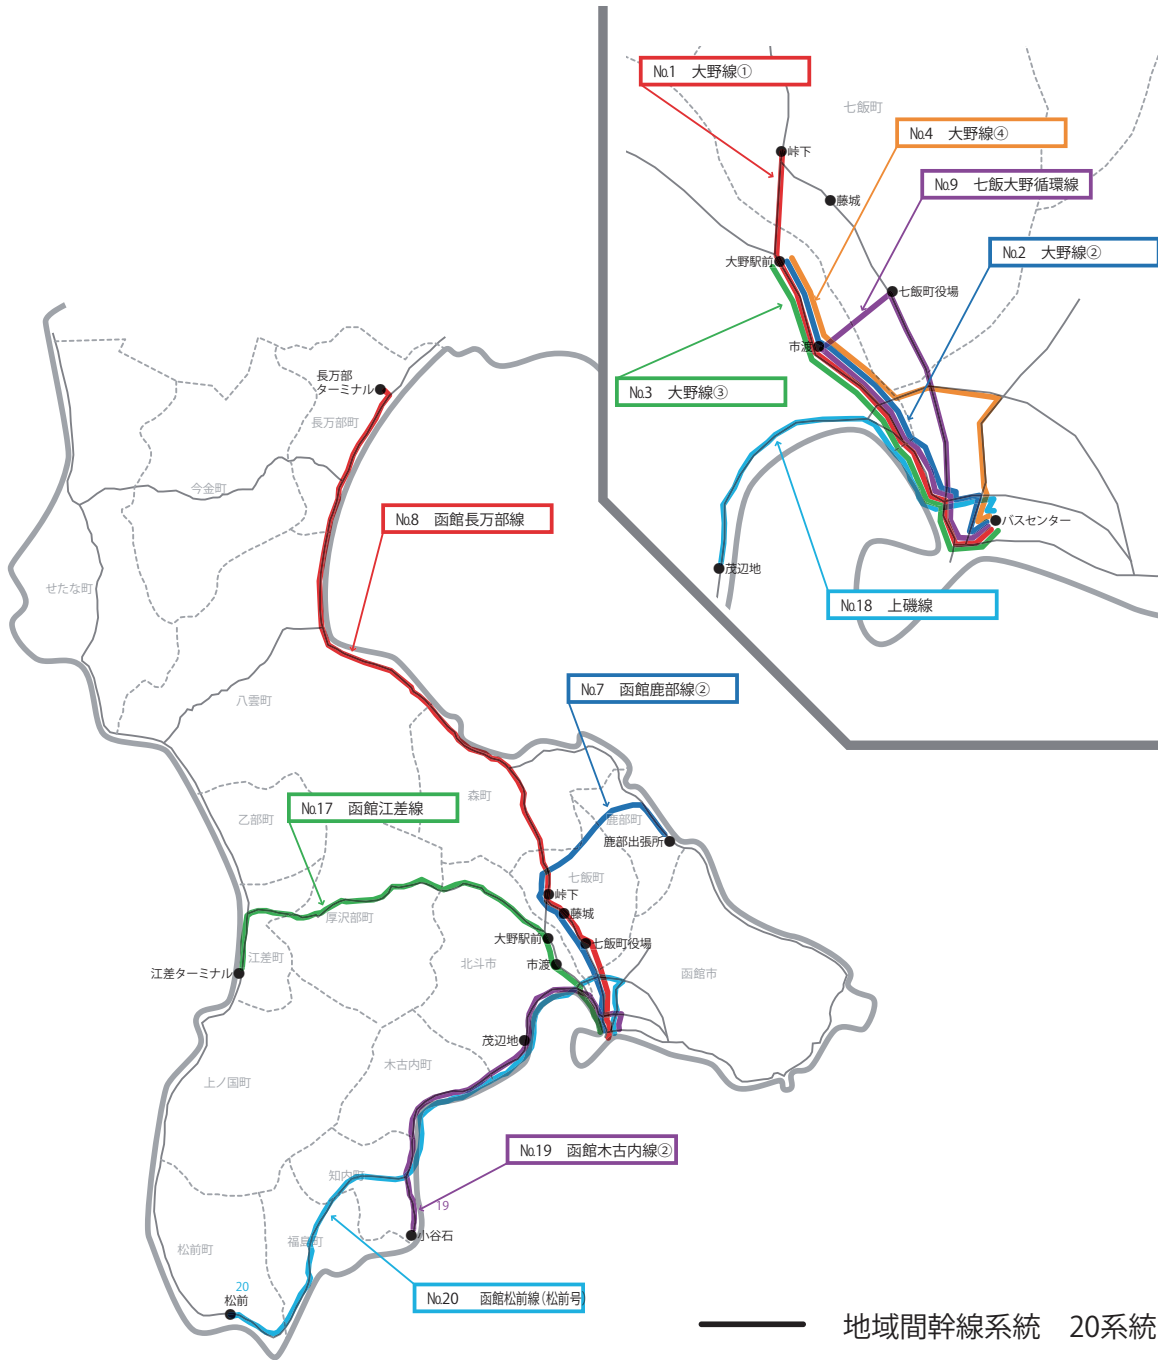 No.1 大野線①
七飯町
No.4 大野線④
峠下
No.9 七飯大野循環線
藤城
No.2 大野線②
大野駅前
七飯町役場
市渡
No.3 大野線③
バスセンター
茂辺地
No.18 上磯線
長万部
ターミナル
長万部町
今金町
No.8 函館長万部線
せたな町
八雲町
No.7 函館鹿部線②
森町
No.17 函館江差線
乙部町
鹿部町
鹿部出張所
七飯町
峠下
厚沢部町
藤城
大野駅前
七飯町役場
江差町
北斗市
市渡
函館市
江差ターミナル
茂辺地
木古内町
上ノ国町
No.19 函館木古内線②
知内町
19
小谷石
福島町
松前町
20
松前
No.20 函館松前線(松前号)
地域間幹線系統 20系統